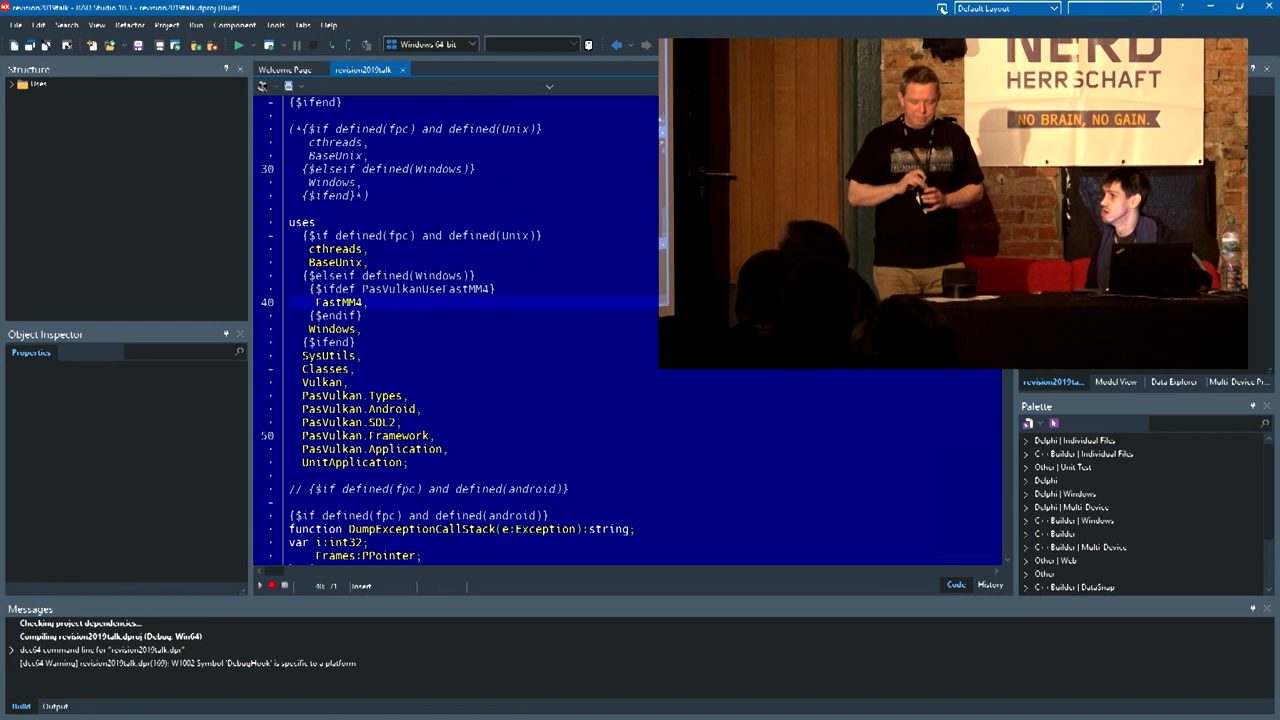 revision2019talk - RAD Studio 10.3 - revision2019talk.dproj [Built]
Default Layout
File Edit Search View Refactor Project Run Component Tools Tabs Help
Windows 64-bit
Structure
Uses
Welcome Page revision2019talk
{$ifend}
(*{$if defined(fpc) and defined(Unix)}
cthreads,
BaseUnix,
30 {$elseif defined(Windows)}
Windows,
{$ifend}*)
uses
{$if defined(fpc) and defined(Unix)}
cthreads,
BaseUnix,
{$elseif defined(Windows)}
{$ifdef PasVulkanUseFastMM4}
40 FastMM4,
{$endif}
Windows,
{$ifend}
SysUtils,
Classes,
Vulkan,
PasVulkan.Types,
PasVulkan.Android,
PasVulkan.SDL2,
50 PasVulkan.Framework,
PasVulkan.Application,
UnitApplication;
// {$if defined(fpc) and defined(android)}
{$if defined(fpc) and defined(android)}
function DumpExceptionCallStack(e:Exception):string;
var i:int32;
Frames:PPointer;
40: 71 Insert
Code History
NERD
HERRSCHAFT
NO BRAIN, NO GAIN.
Object Inspector
Properties
revision2019ta... Model View Data Explorer Multi-Device Pr...
Palette
Delphi | Individual Files
C++ Builder | Individual Files
Other | Unit Test
Delphi
Delphi | Windows
Delphi | Multi-Device
C++ Builder | Windows
C++ Builder
C++ Builder | Multi-Device
Other | Web
Other
C++ Builder | DataSnap
Messages
Checking project dependencies...
Compiling revision2019talk.dproj (Debug, Win64)
dcc64 command line for "revision2019talk.dpr"
[dcc64 Warning] revision2019talk.dpr(169): W1002 Symbol 'DebugHook' is specific to a platform
Build Output